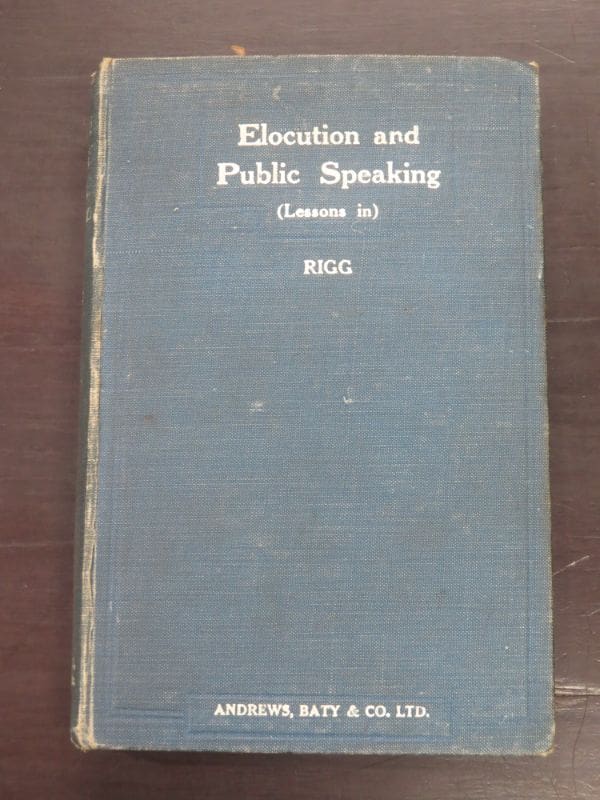 Elocution and
Public Speaking
(Lessons in)
RIGG
ANDREWS, BATY & CO. LTD.